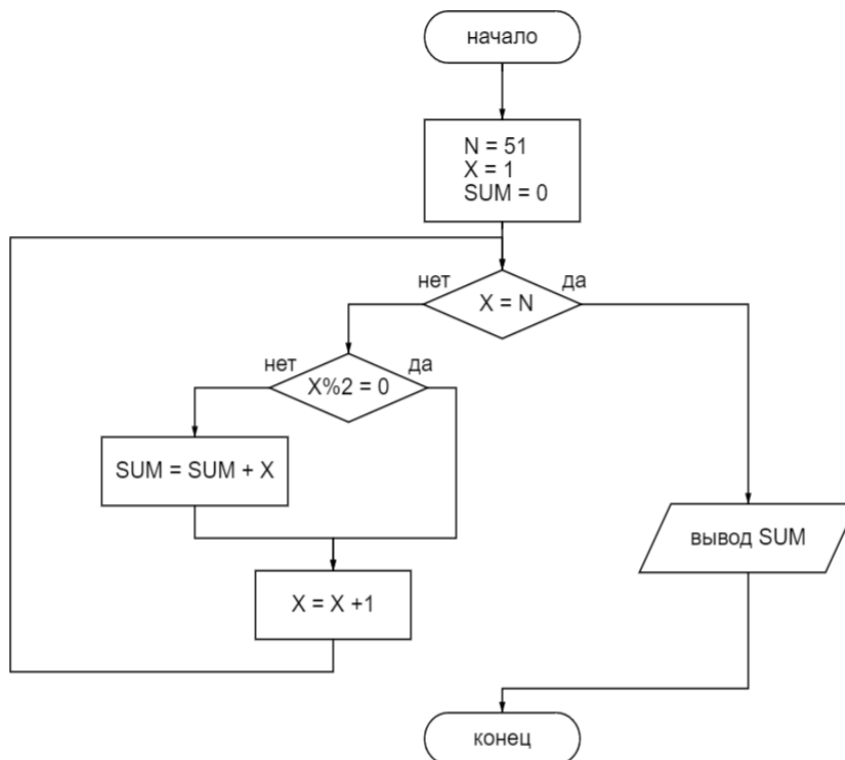 начало
N = 51
X = 1
SUM = 0
нет
да
X = N
нет
да
X%2 = 0
SUM = SUM + X
вывод SUM
X = X +1
конец